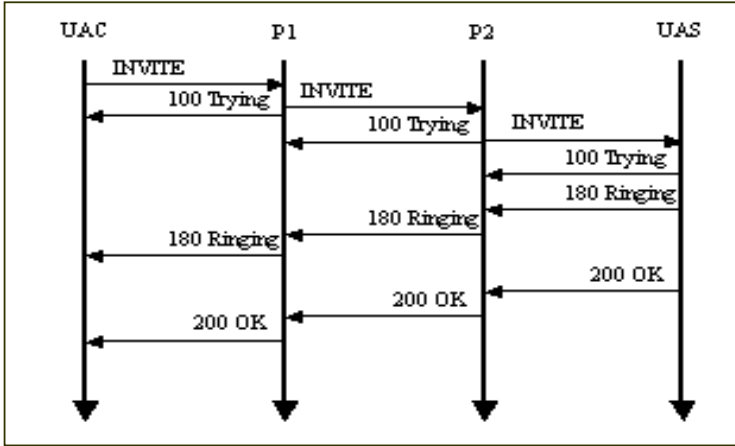 UAC P1 P2 UAS
INVITE
100 Trying
INVITE
100 Trying
INVITE
100 Trying
180 Ringing
180 Ringing
180 Ringing
200 OK
200 OK
200 OK